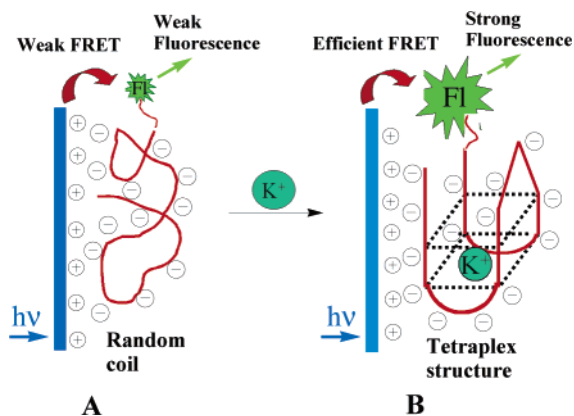 Weak FRET
Weak
Fluorescence
Fl
hν
Random
coil
A
K+
Efficient FRET
Strong
Fluorescence
Fl
K+
hν
Tetraplex
structure
B